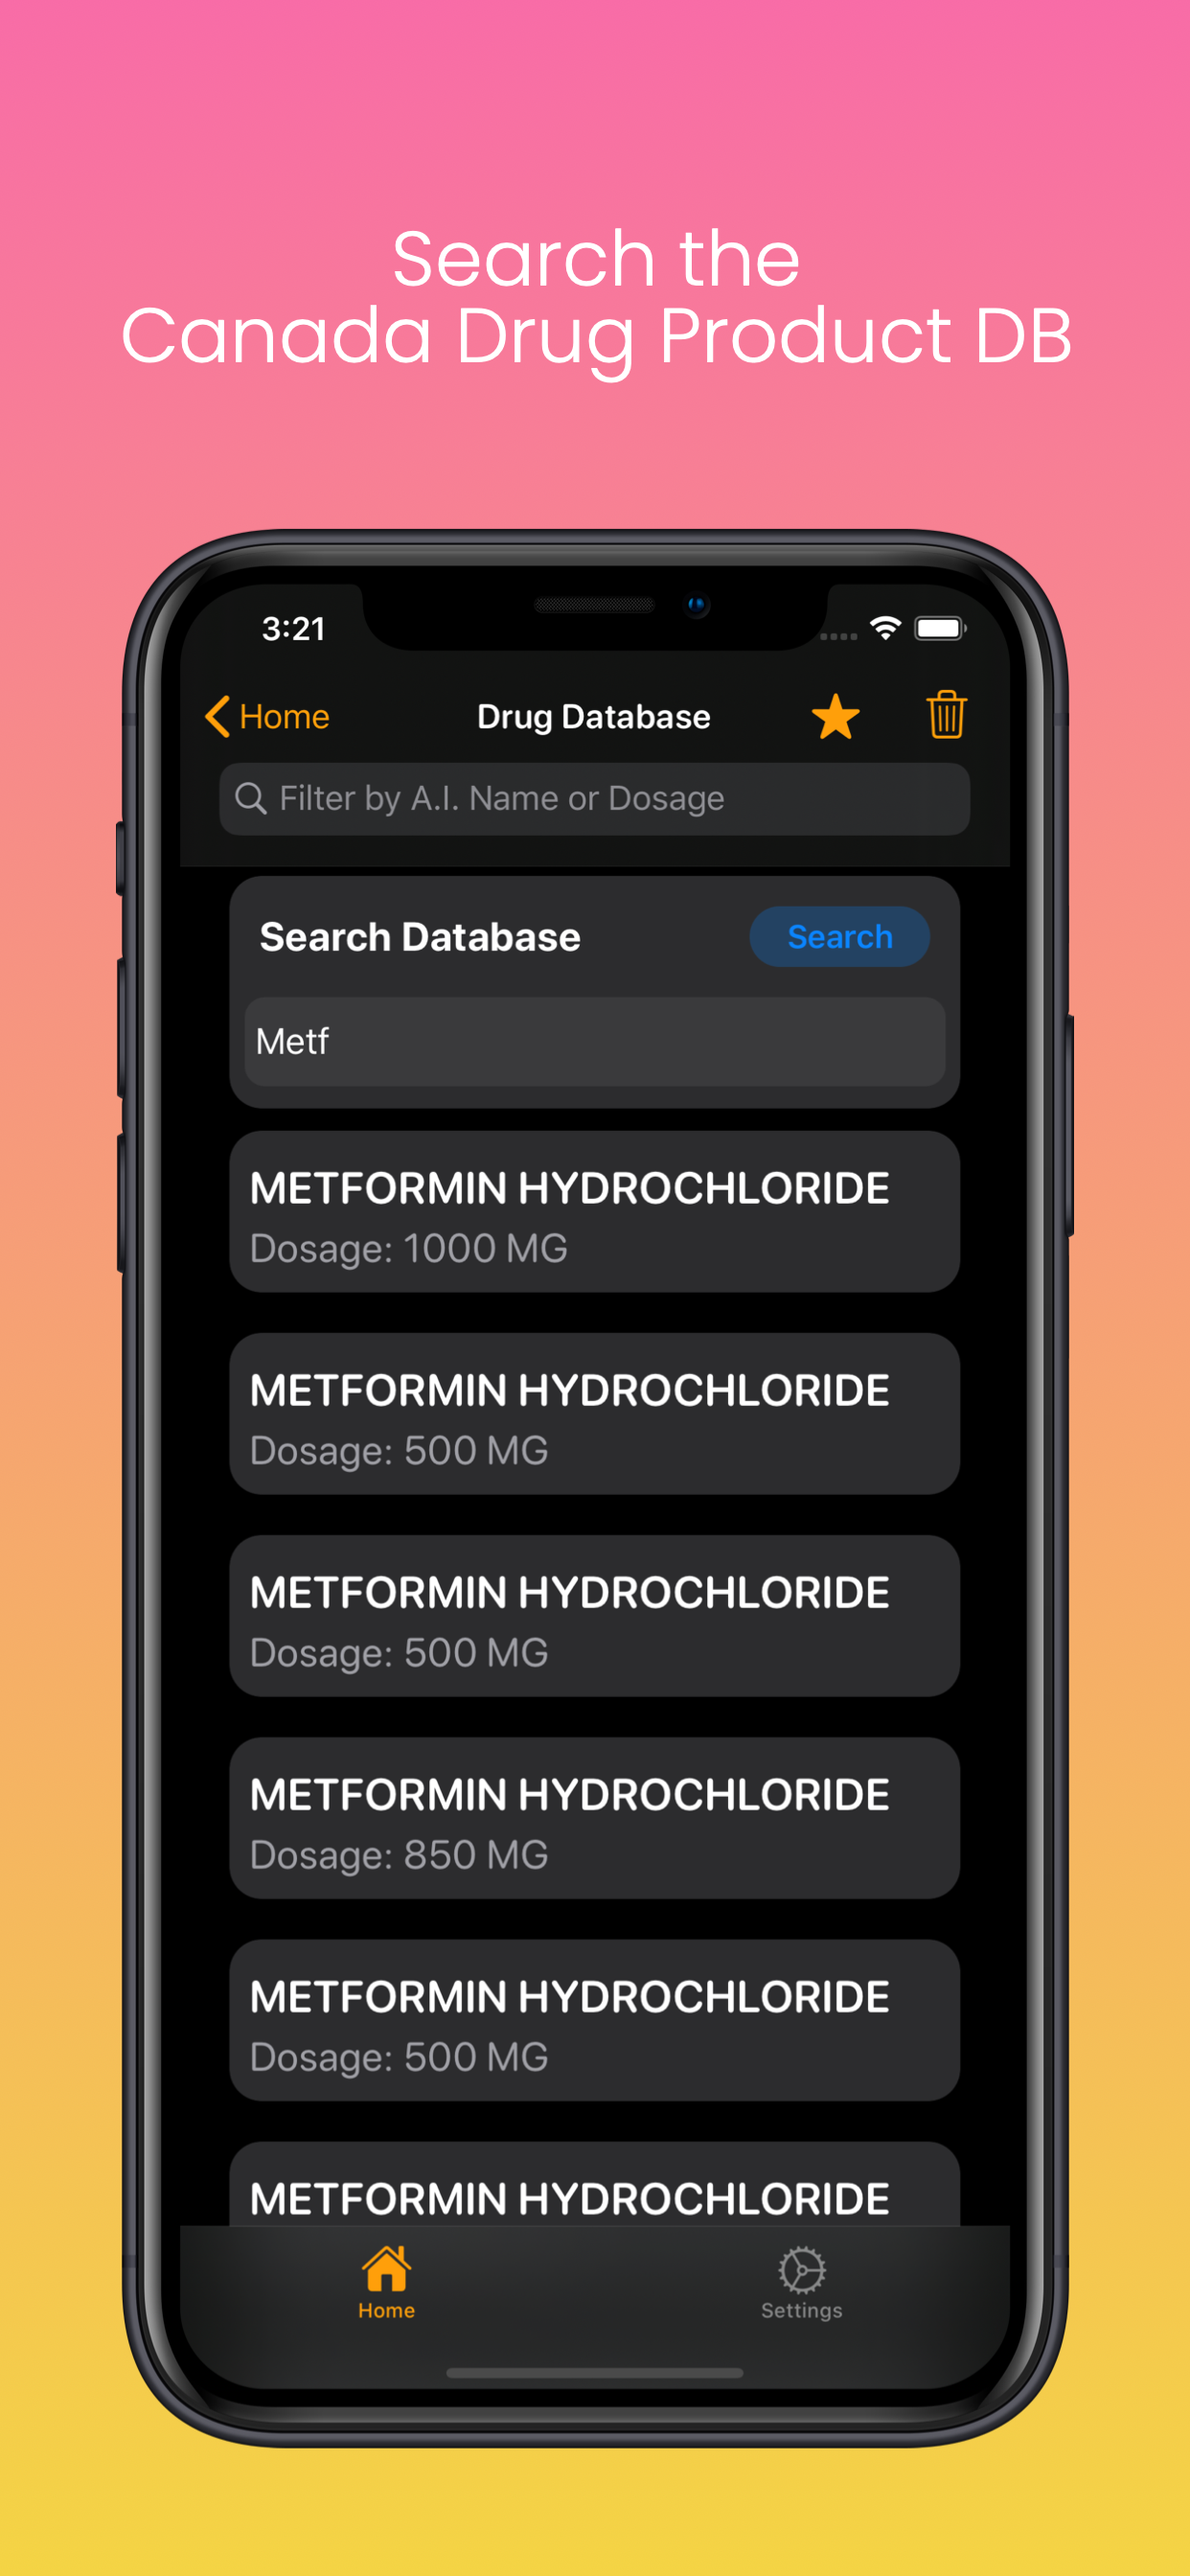 Search the
Canada Drug Product DB
3:21
Home
Drug Database
Filter by A.I. Name or Dosage
Search Database
Search
Metf
METFORMIN HYDROCHLORIDE
Dosage: 1000 MG
METFORMIN HYDROCHLORIDE
Dosage: 500 MG
METFORMIN HYDROCHLORIDE
Dosage: 500 MG
METFORMIN HYDROCHLORIDE
Dosage: 850 MG
METFORMIN HYDROCHLORIDE
Dosage: 500 MG
METFORMIN HYDROCHLORIDE
Home
Settings